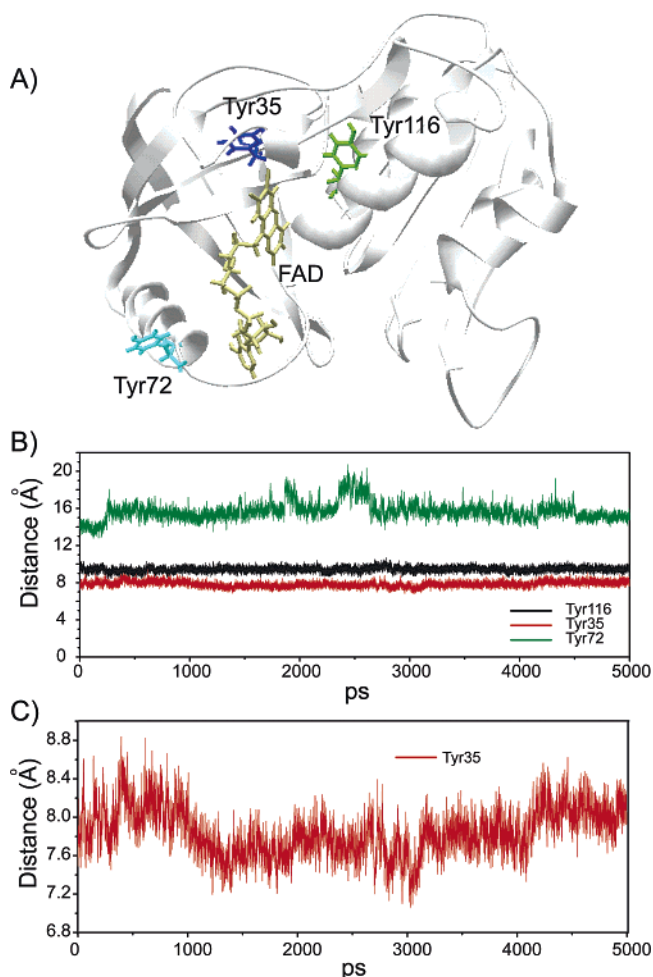 A)
Tyr35
Tyr116
FAD
Tyr72
B)
Distance (Å)
20
16
12
8
4
0
Tyr116
Tyr35
Tyr72
0 1000 2000 3000 4000 5000
ps
C)
Distance (Å)
8.8
8.4
8.0
7.6
7.2
6.8
Tyr35
0 1000 2000 3000 4000 5000
ps